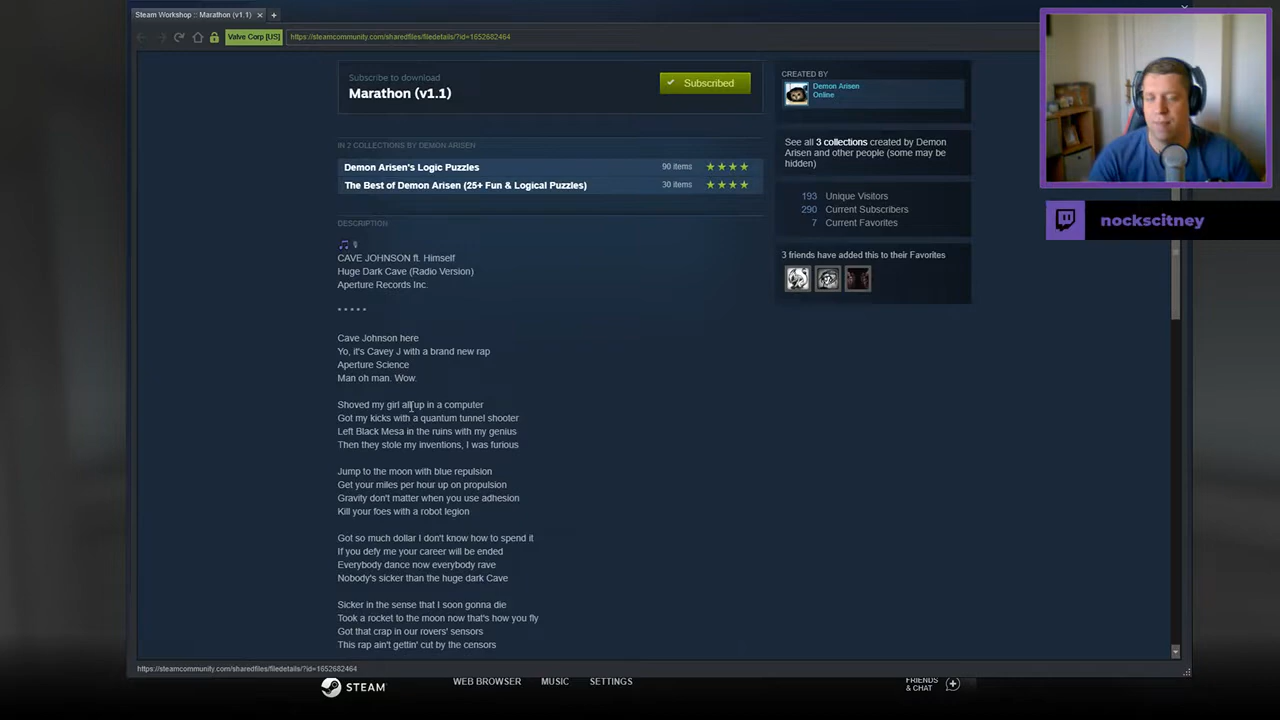 Steam Workshop :: Marathon (v1.1)
Valve Corp [US]
https://steamcommunity.com/sharedfiles/filedetails/?id=1652682464
Subscribe to download
Marathon (v1.1)
Subscribed
IN 2 COLLECTIONS BY DEMON ARISEN
Demon Arisen's Logic Puzzles
90 items
The Best of Demon Arisen (25+ Fun & Logical Puzzles)
30 items
DESCRIPTION
CAVE JOHNSON ft. Himself
Huge Dark Cave (Radio Version)
Aperture Records Inc.
* * * * *
Cave Johnson here
Yo, it's Cavey J with a brand new rap
Aperture Science
Man oh man. Wow.
Shoved my girl all up in a computer
Got my kicks with a quantum tunnel shooter
Left Black Mesa in the ruins with my genius
Then they stole my inventions, I was furious
Jump to the moon with blue repulsion
Get your miles per hour up on propulsion
Gravity don't matter when you use adhesion
Kill your foes with a robot legion
Got so much dollar I don't know how to spend it
If you defy me your career will be ended
Everybody dance now everybody rave
Nobody's sicker than the huge dark Cave
Sicker in the sense that I soon gonna die
Took a rocket to the moon now that's how you fly
Got that crap in our rovers' sensors
This rap ain't gettin' cut by the censors
CREATED BY
Demon Arisen
Online
See all 3 collections created by Demon
Arisen and other people (some may be
hidden)
193 Unique Visitors
290 Current Subscribers
7 Current Favorites
3 friends have added this to their Favorites
nockscitney
https://steamcommunity.com/sharedfiles/filedetails/?id=1652682464
STEAM
WEB BROWSER
MUSIC
SETTINGS
FRIENDS
& CHAT